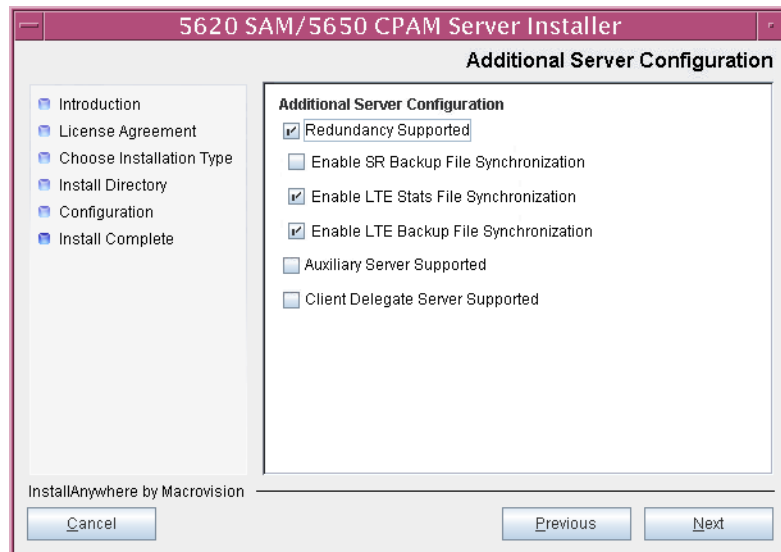 5620 SAM/5650 CPAM Server Installer
Additional Server Configuration
Introduction
License Agreement
Choose Installation Type
Install Directory
Configuration
Install Complete
Additional Server Configuration
Redundancy Supported
Enable SR Backup File Synchronization
Enable LTE Stats File Synchronization
Enable LTE Backup File Synchronization
Auxiliary Server Supported
Client Delegate Server Supported
InstallAnywhere by Macrovision
Cancel
Previous
Next